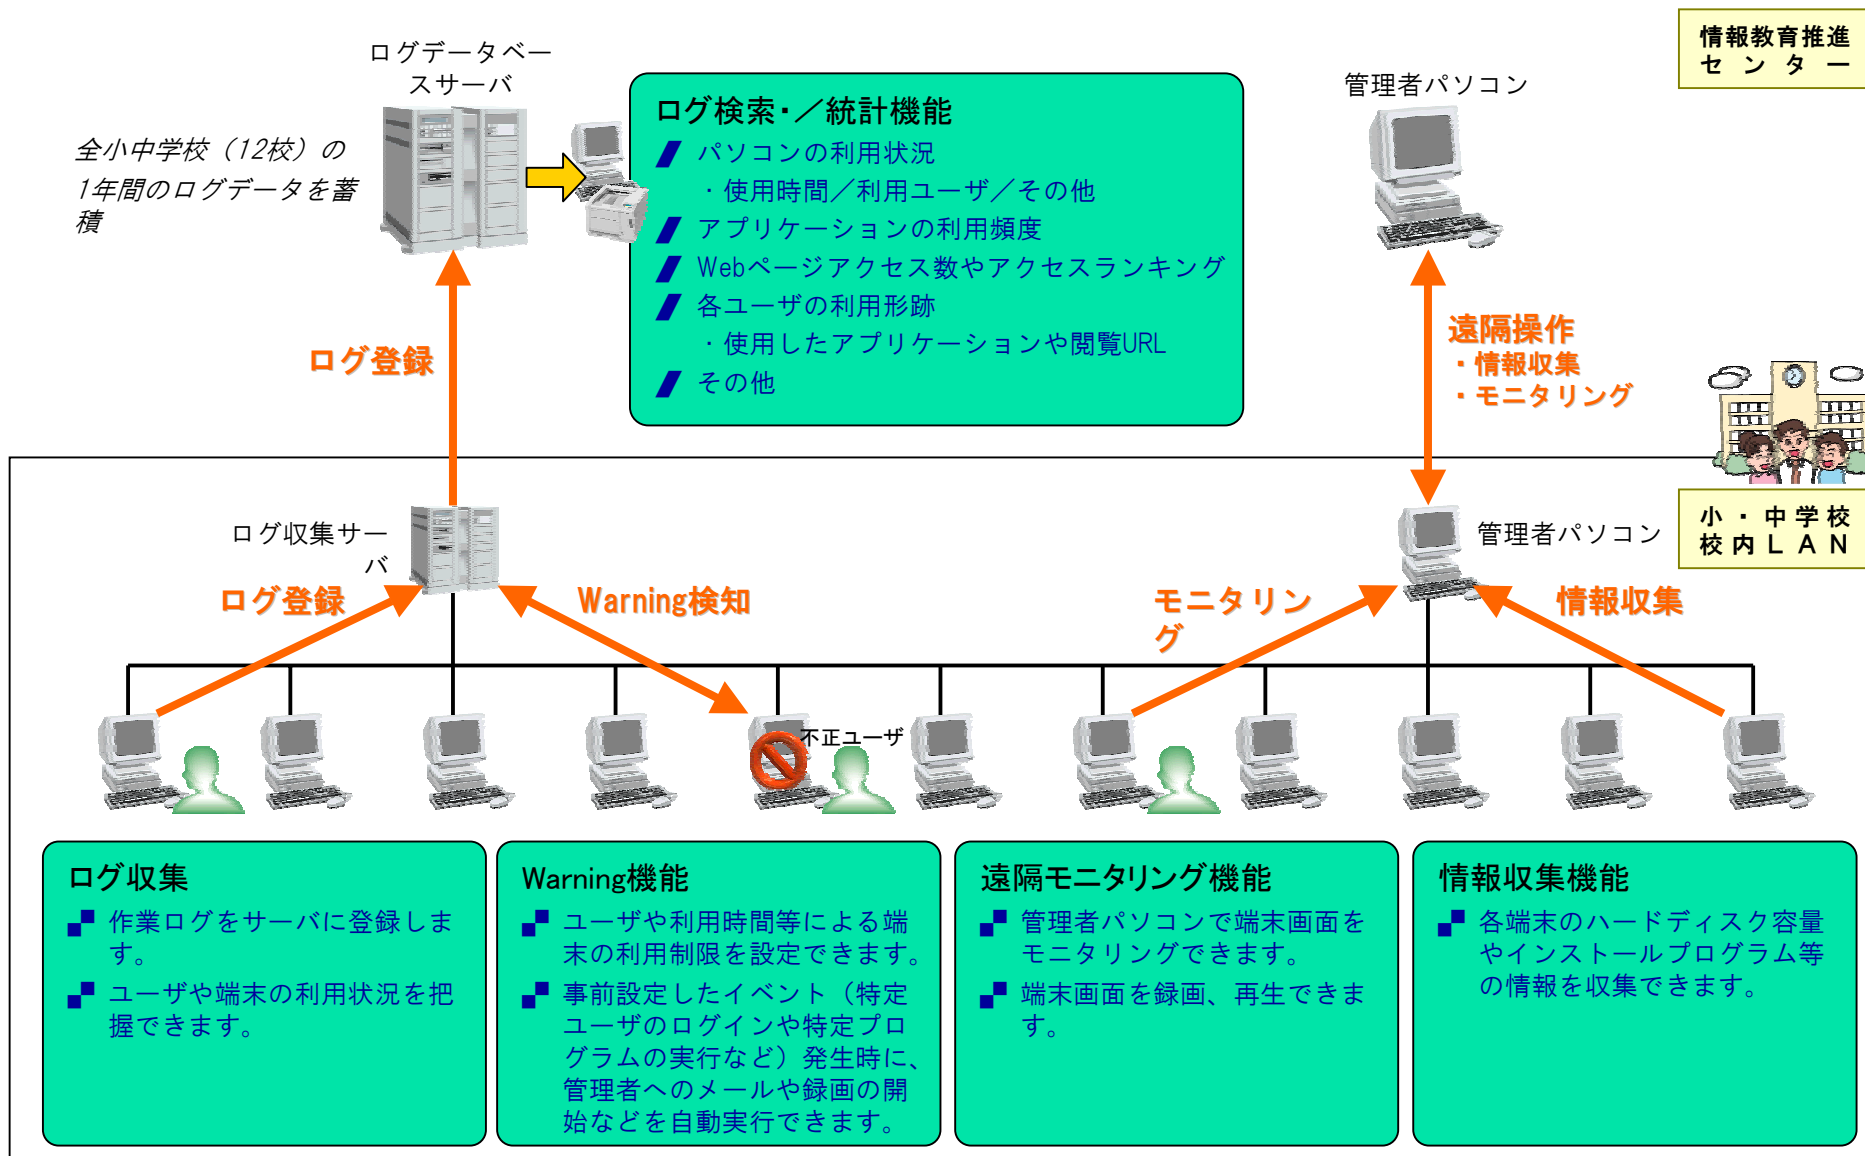 情報教育推進
センター
ログデータベー
スサーバ
管理者パソコン
全小中学校（12校）の
1年間のログデータを蓄
積
ログ検索・／統計機能
パソコンの利用状況
・使用時間／利用ユーザ／その他
アプリケーションの利用頻度
Webページアクセス数やアクセスランキング
各ユーザの利用形跡
・使用したアプリケーションや閲覧URL
その他
ログ登録
遠隔操作
・情報収集
・モニタリング
小・中学校
校内ＬＡＮ
ログ収集サー
バ
管理者パソコン
ログ登録
Warning検知
モニタリン
グ
情報収集
不正ユーザ
ログ収集
作業ログをサーバに登録しま
す。
ユーザや端末の利用状況を把
握できます。
Warning機能
ユーザや利用時間等による端
末の利用制限を設定できます。
事前設定したイベント（特定
ユーザのログインや特定プロ
グラムの実行など）発生時に、
管理者へのメールや録画の開
始などを自動実行できます。
遠隔モニタリング機能
管理者パソコンで端末画面を
モニタリングできます。
端末画面を録画、再生できま
す。
情報収集機能
各端末のハードディスク容量
やインストールプログラム等
の情報を収集できます。